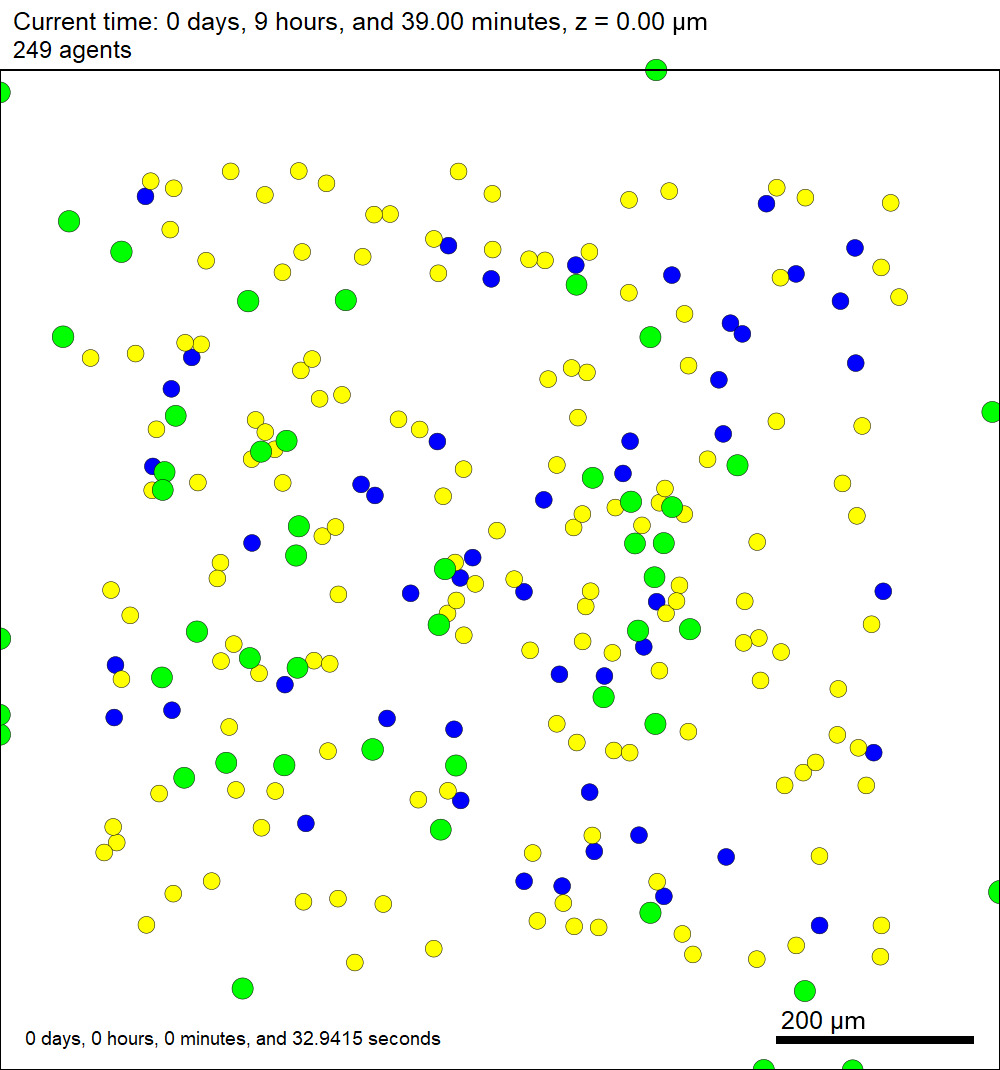 Current time: 0 days, 9 hours, and 39.00 minutes, z = 0.00 µm
249 agents
200 µm
0 days, 0 hours, 0 minutes, and 32.9415 seconds